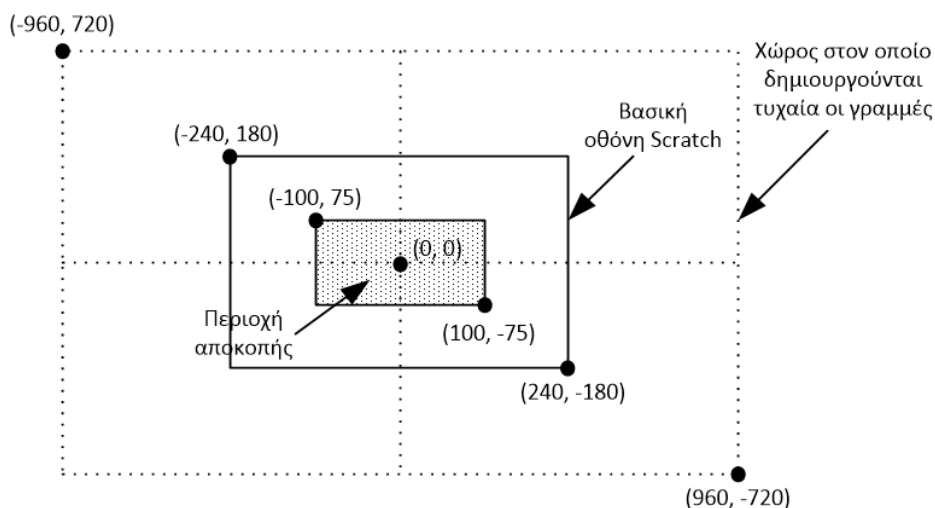 (-960, 720)
Χώρος στον οποίο
δημιουργούνται
τυχαία οι γραμμές
(-240, 180)
Βασική
οθόνη Scratch
(-100, 75)
(0, 0)
Περιοχή
αποκοπής
(100, -75)
(240, -180)
(960, -720)